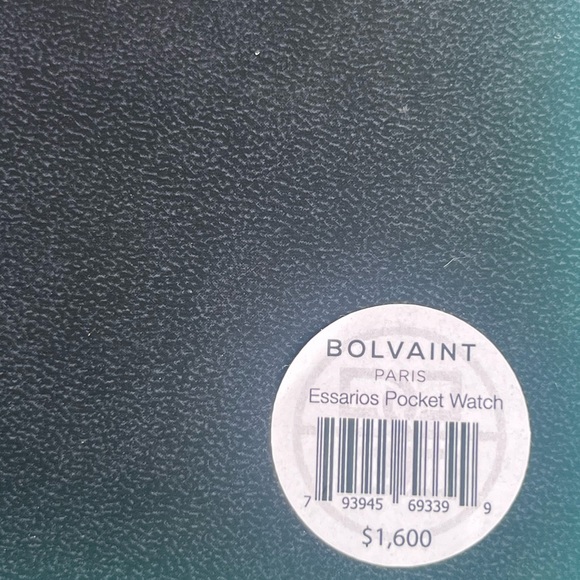 BOLVAINT
PARIS
Essarios Pocket Watch
7 93945 69339 9
$1,600